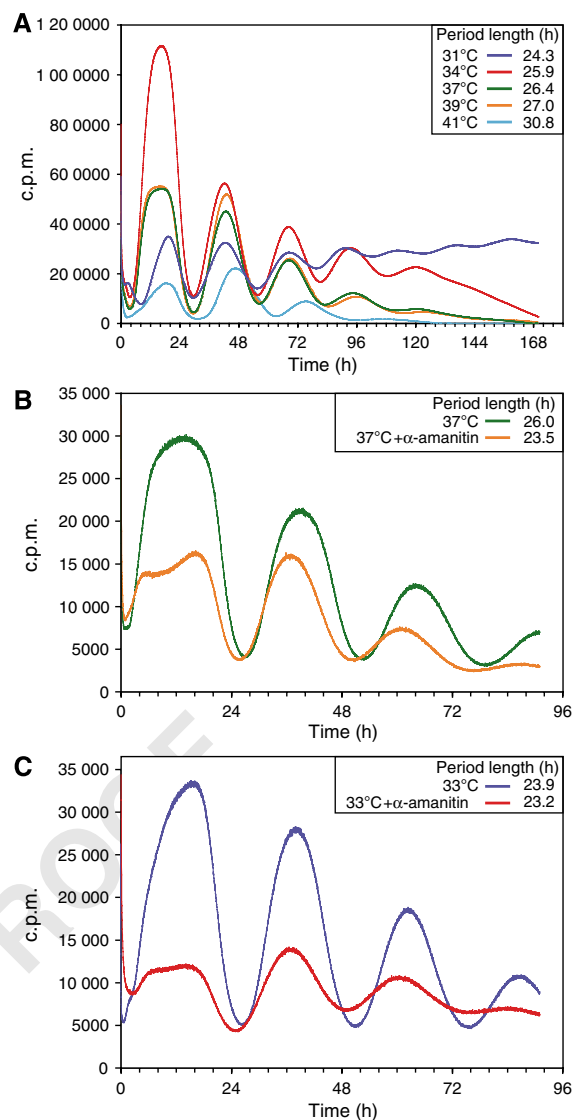 A
Period length (h)
31°C 24.3
34°C 25.9
37°C 26.4
39°C 27.0
41°C 30.8
1 20 0000
1 00 0000
80 0000
60 0000
40 0000
20 0000
0
c.p.m.
0 24 48 72 96 120 144 168
Time (h)
B
Period length (h)
37°C 26.0
37°C+α-amanitin 23.5
35 000
30 000
25 000
20 000
15 000
10 000
5000
0
c.p.m.
0 24 48 72 96
Time (h)
C
Period length (h)
33°C 23.9
33°C+α-amanitin 23.2
35 000
30 000
25 000
20 000
15 000
10 000
5000
0
c.p.m.
0 24 48 72 96
Time (h)
ROOF